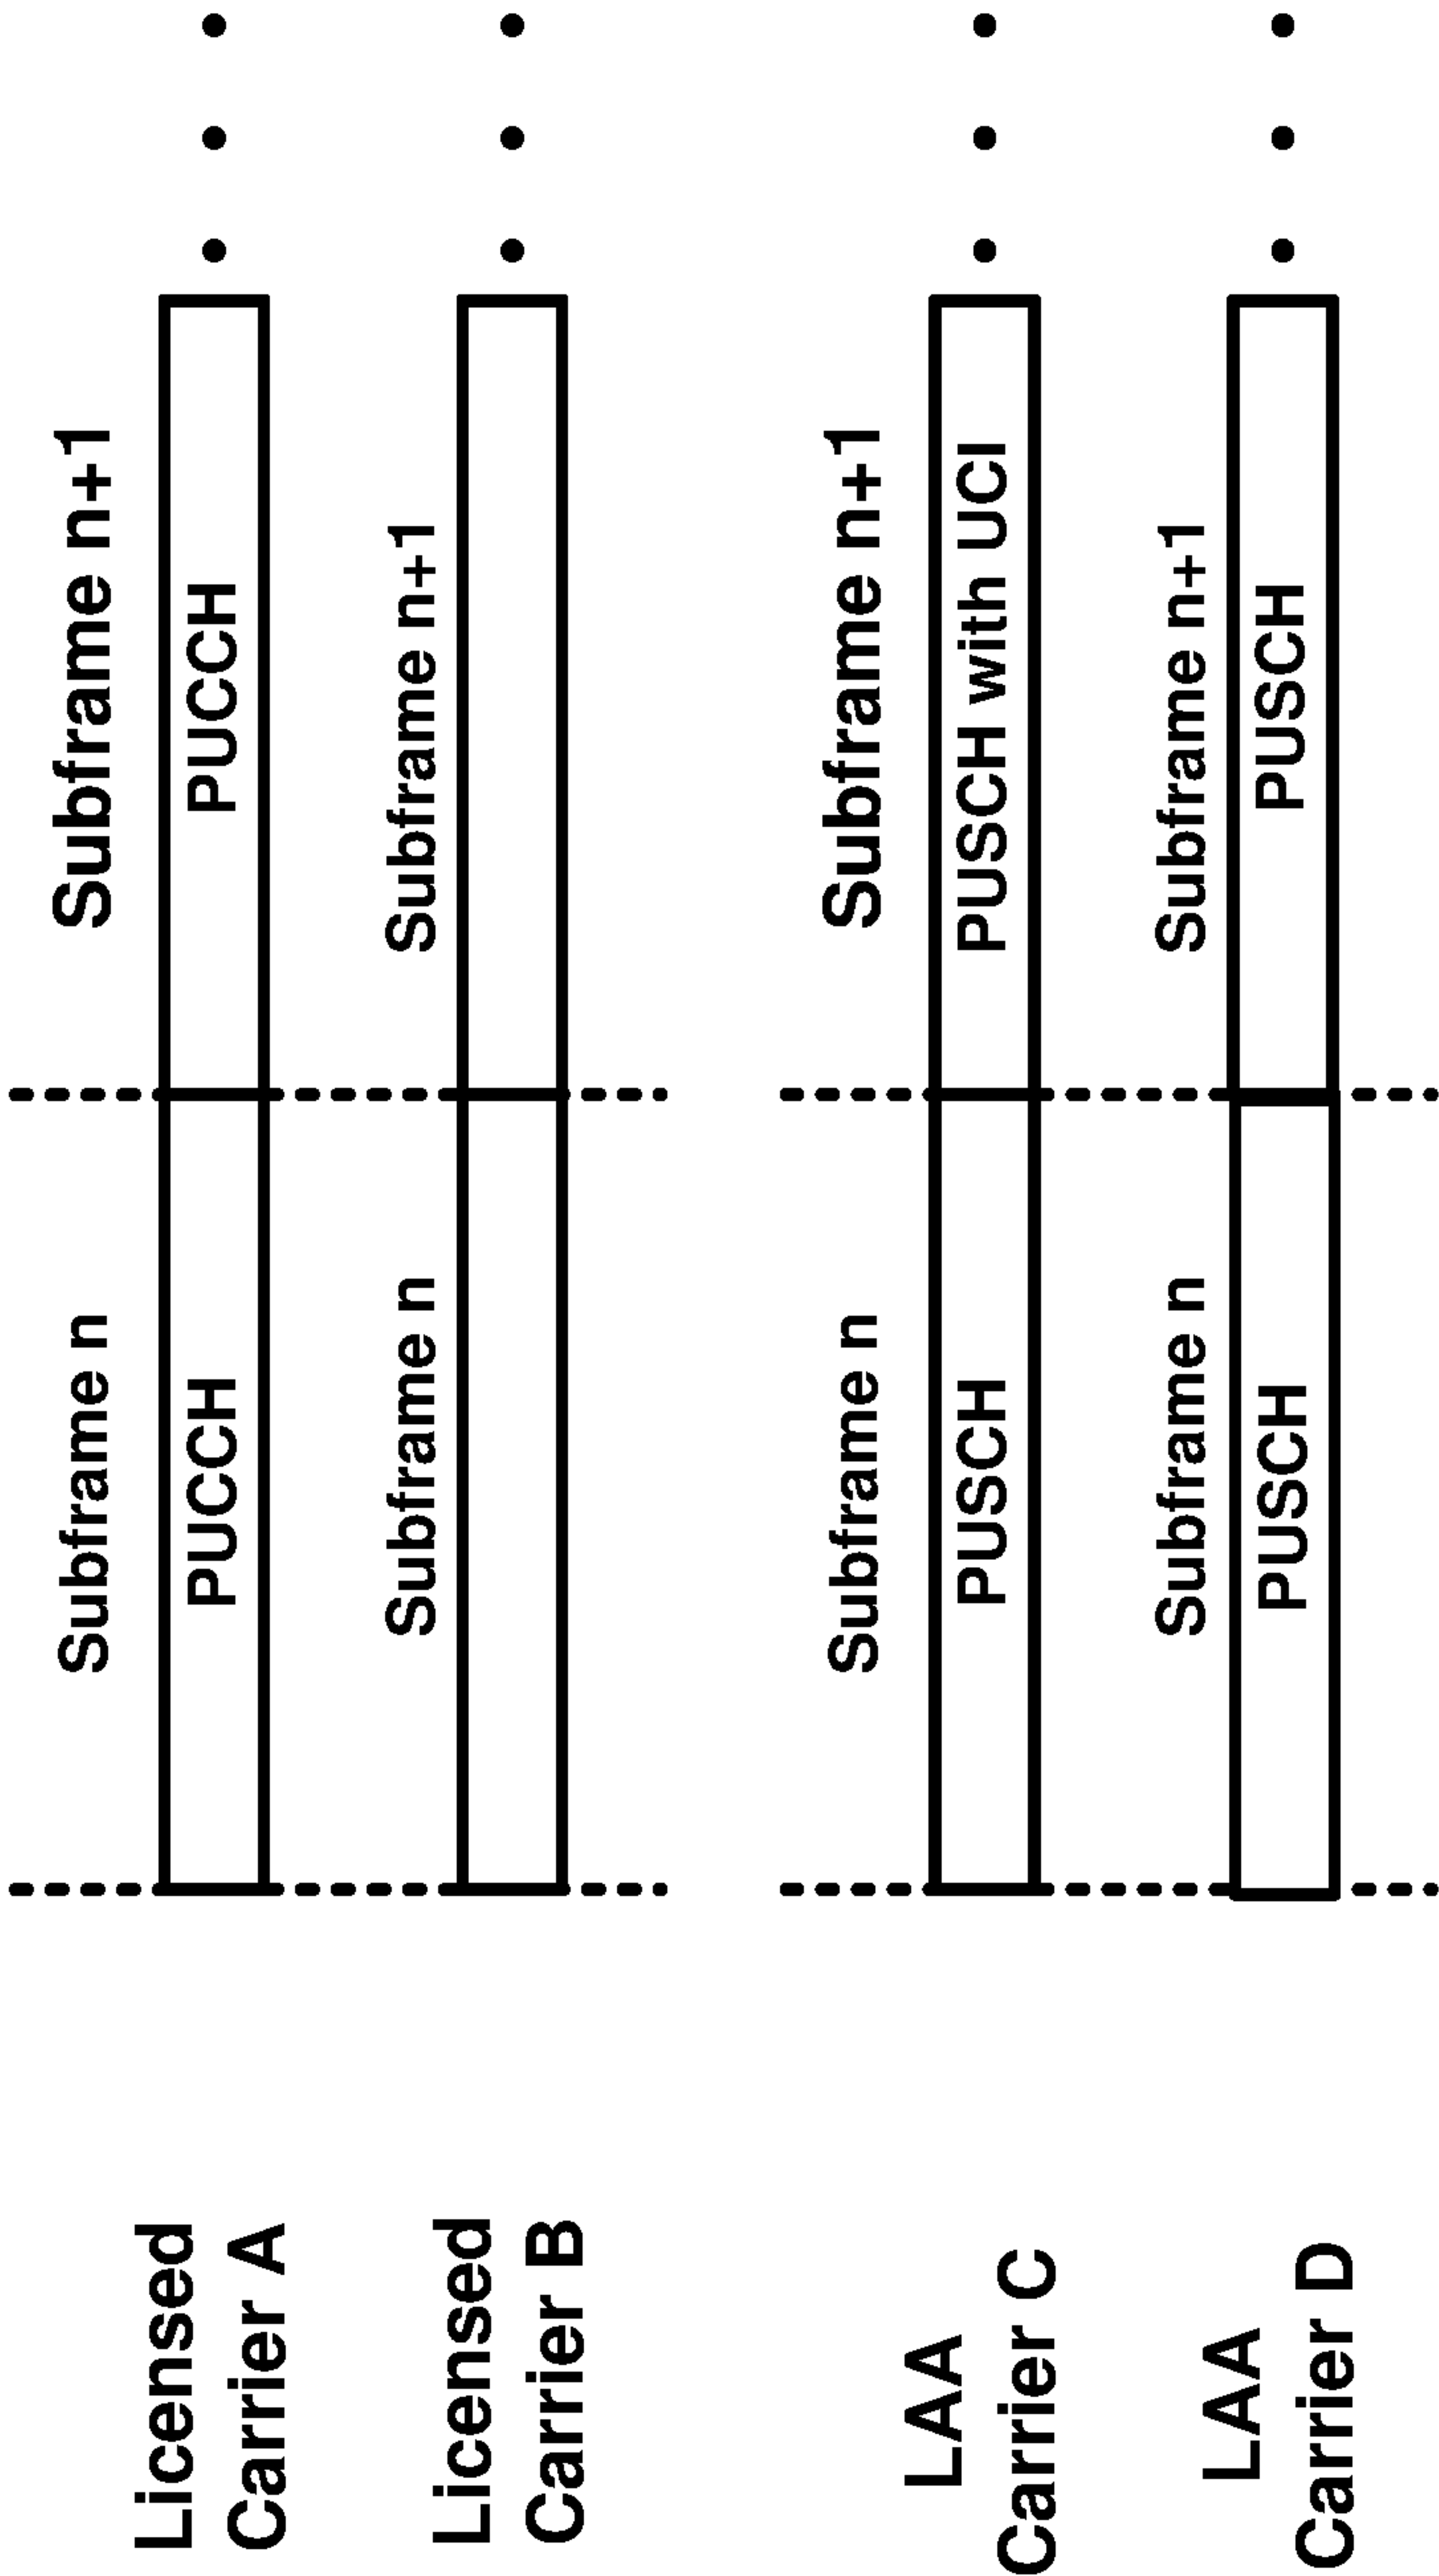 Subframe n
Subframe n+1
Licensed
Carrier A
PUCCH
PUCCH
Subframe n
Subframe n+1
Licensed
Carrier B
Subframe n
Subframe n+1
LAA
Carrier C
PUSCH
PUSCH with UCI
Subframe n
Subframe n+1
LAA
Carrier D
PUSCH
PUSCH